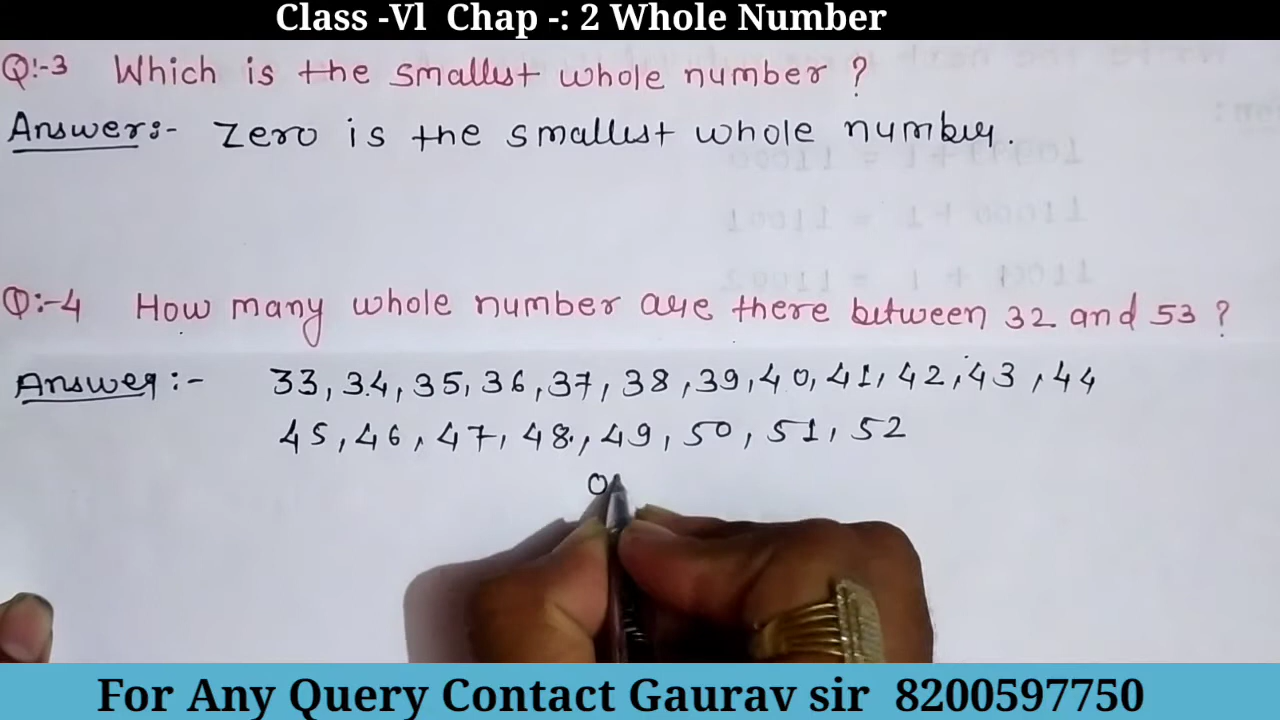 Class -Vl Chap -: 2 Whole Number
Q:-3 Which is the smallest whole number ?
Answer:- Zero is the smallest whole number.
Q:-4 How many whole number are there between 32 and 53 ?
Answer:- 33, 34, 35, 36, 37, 38, 39, 40, 41, 42, 43, 44
45, 46, 47, 48, 49, 50, 51, 52
For Any Query Contact Gaurav sir 8200597750